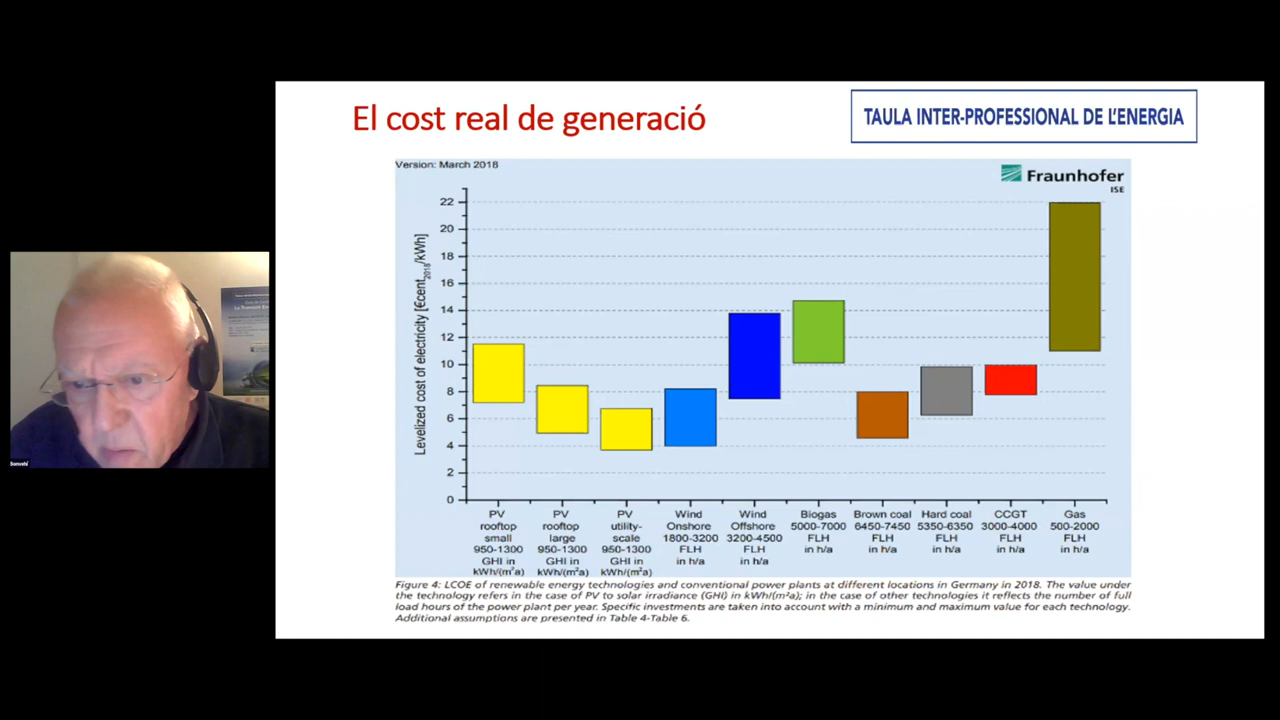 El cost real de generació
TAULA INTER-PROFESSIONAL DE L'ENERGIA
Version: March 2018
Fraunhofer
ISE
Levelized cost of electricity [€cent2018/kWh]
22
20
18
16
14
12
10
8
6
4
2
0
PV
rooftop
small
950-1300
GHI in
kWh/(m²a)
PV
rooftop
large
950-1300
GHI in
kWh/(m²a)
PV
utility-
scale
950-1300
GHI in
kWh/(m²a)
Wind
Onshore
1800-3200
FLH
in h/a
Wind
Offshore
3200-4500
FLH
in h/a
Biogas
5000-7000
FLH
in h/a
Brown coal
6450-7450
FLH
in h/a
Hard coal
5350-6350
FLH
in h/a
CCGT
3000-4000
FLH
in h/a
Gas
500-2000
FLH
in h/a
Figure 4: LCOE of renewable energy technologies and conventional power plants at different locations in Germany in 2018. The value under
the technology refers in the case of PV to solar irradiance (GHI) in kWh/(m²a); in the case of other technologies it reflects the number of full
load hours of the power plant per year. Specific investments are taken into account with a minimum and maximum value for each technology.
Additional assumptions are presented in Table 4-Table 6.